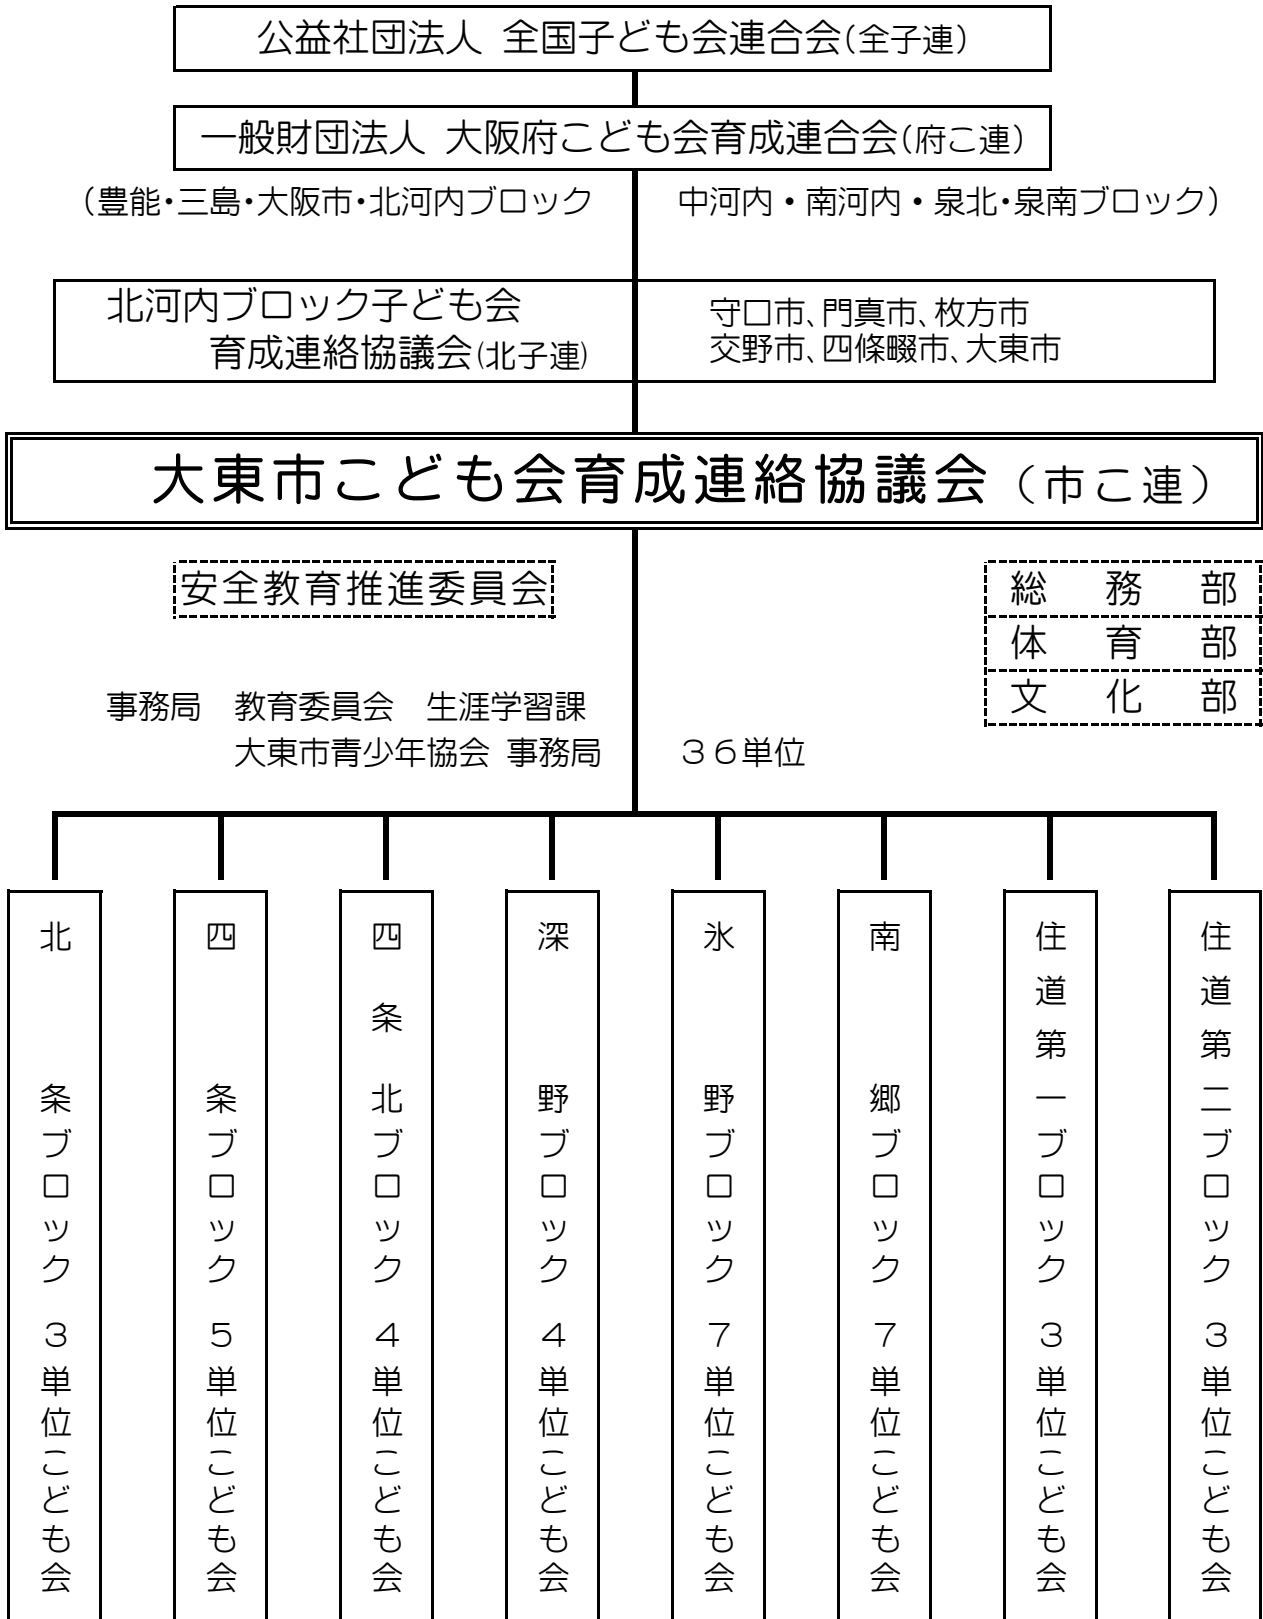 公益社団法人 全国子ども会連合会(全子連)
一般財団法人 大阪府こども会育成連合会(府こ連)
(豊能・三島・大阪市・北河内ブロック 中河内・南河内・泉北・泉南ブロック)
北河内ブロック子ども会
育成連絡協議会(北子連)
守口市、門真市、枚方市
交野市、四條畷市、大東市
大東市こども会育成連絡協議会(市こ連)
安全教育推進委員会
総務部
体育部
文化部
事務局 教育委員会 生涯学習課
大東市青少年協会 事務局
36単位
北条ブロック 3単位こども会
四条ブロック 5単位こども会
四条北ブロック 4単位こども会
深野ブロック 4単位こども会
氷野ブロック 7単位こども会
南郷ブロック 7単位こども会
住道第一ブロック 3単位こども会
住道第二ブロック 3単位こども会